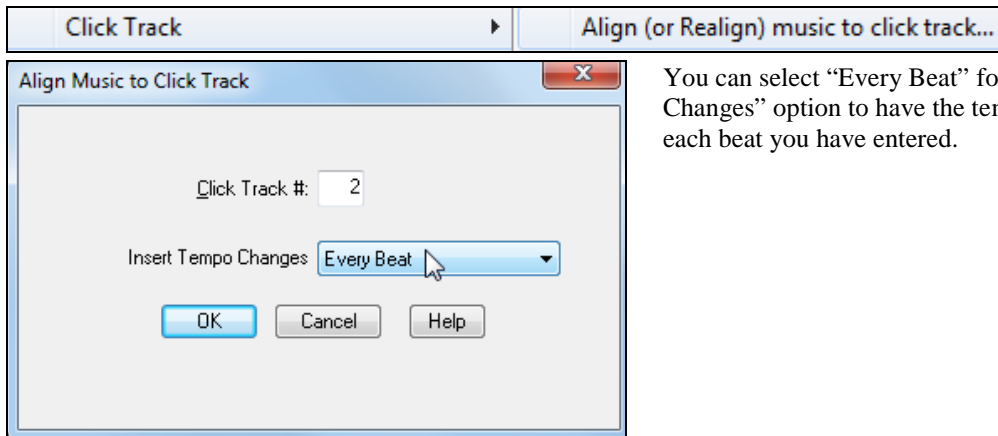 Click Track Align (or Realign) music to click track...
Align Music to Click Track
Click Track #: 2
Insert Tempo Changes Every Beat
OK Cancel Help
You can select “Every Beat”
Changes” option to have the
each beat you have entered.